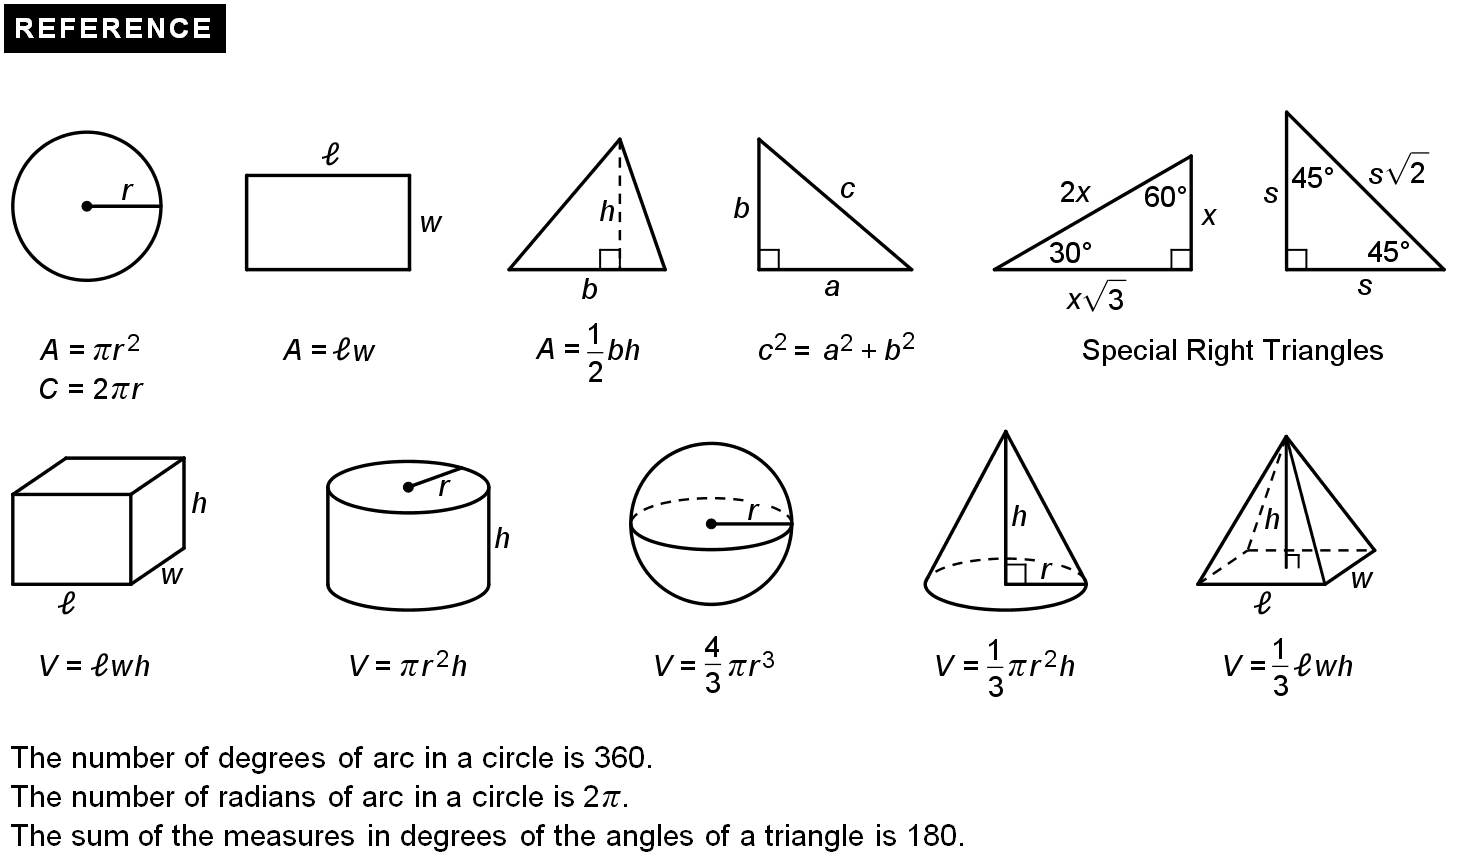 REFERENCE
r
ℓ
w
h
b
b
c
a
2x
60°
x
30°
x√3
s
45°
s√2
45°
s
A = πr²
C = 2πr
A = ℓw
A = 1/2 bh
c² = a² + b²
Special Right Triangles
h
w
ℓ
r
h
r
h
r
h
w
ℓ
V = ℓwh
V = πr²h
V = 4/3 πr³
V = 1/3 πr²h
V = 1/3 ℓwh
The number of degrees of arc in a circle is 360.
The number of radians of arc in a circle is 2π.
The sum of the measures in degrees of the angles of a triangle is 180.